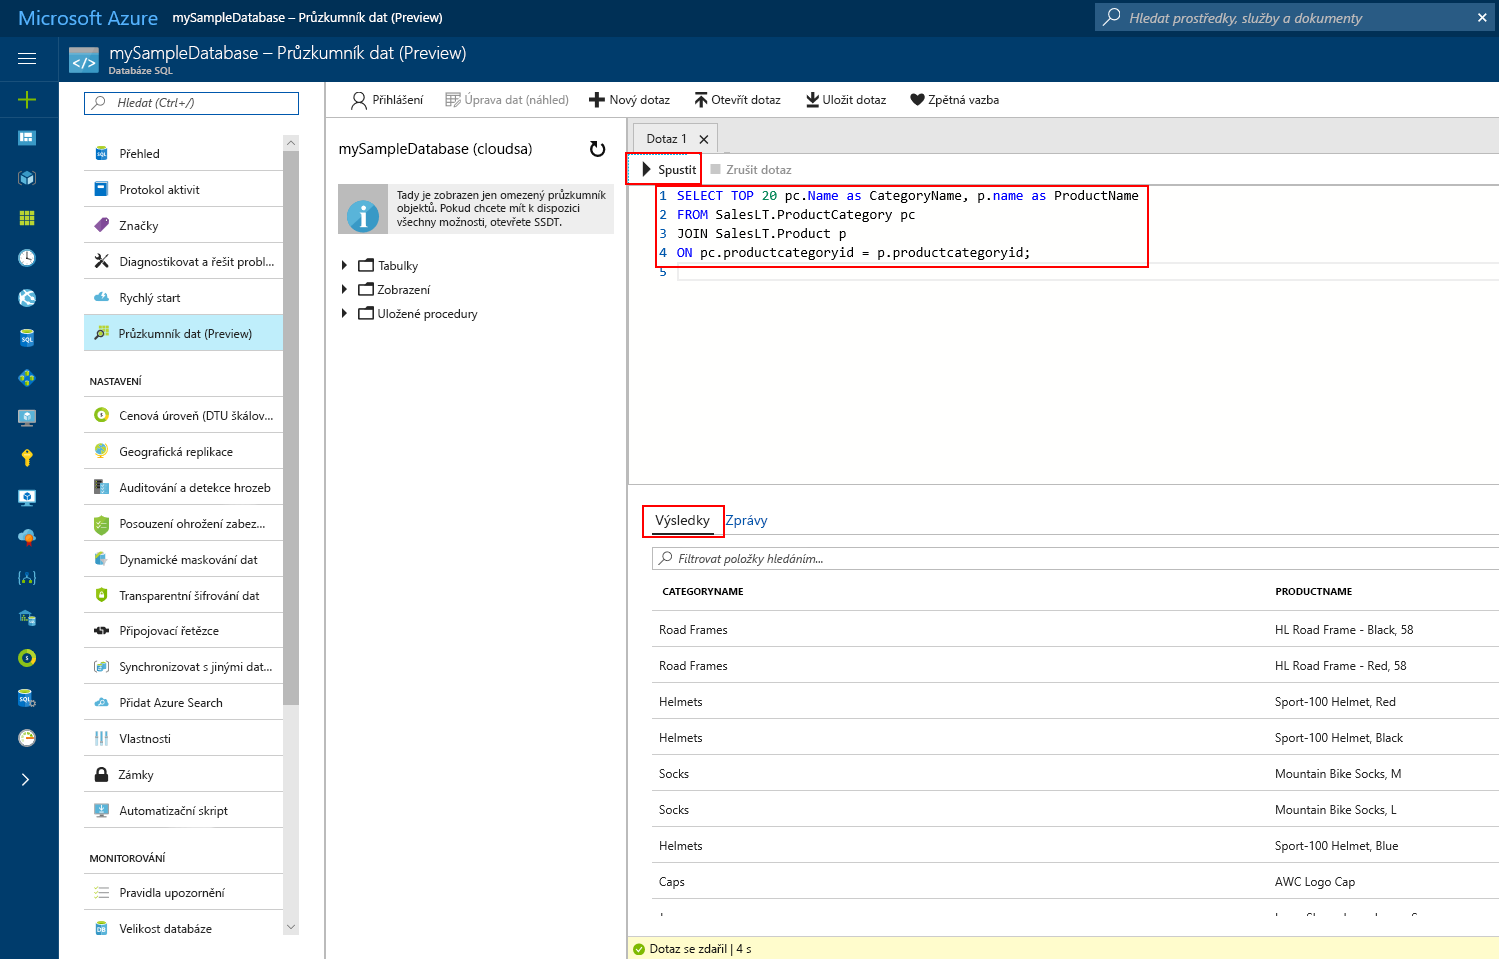 Microsoft Azure mySampleDatabase – Průzkumník dat (Preview)
Hledat prostředky, služby a dokumenty
mySampleDatabase – Průzkumník dat (Preview)
Databáze SQL
Hledat (Ctrl+/)
Přehled
Protokol aktivit
Značky
Diagnostikovat a řešit probl...
Rychlý start
Průzkumník dat (Preview)
NASTAVENÍ
Cenová úroveň (DTU škálov...
Geografická replikace
Auditování a detekce hrozeb
Posouzení ohrožení zabez...
Dynamické maskování dat
Transparentní šifrování dat
Připojovací řetězce
Synchronizovat s jinými dat...
Přidat Azure Search
Vlastnosti
Zámky
Automatizační skript
MONITOROVÁNÍ
Pravidla upozornění
Velikost databáze
Přihlášení Úprava dat (náhled) Nový dotaz Otevřít dotaz Uložit dotaz Zpětná vazba
mySampleDatabase (cloudsa)
Tady je zobrazen jen omezený průzkumník
objektů. Pokud chcete mít k dispozici
všechny možnosti, otevřete SSDT.
Tabulky
Zobrazení
Uložené procedury
Dotaz 1
Spustit Zrušit dotaz
1 SELECT TOP 20 pc.Name as CategoryName, p.name as ProductName
2 FROM SalesLT.ProductCategory pc
3 JOIN SalesLT.Product p
4 ON pc.productcategoryid = p.productcategoryid;
5
Výsledky Zprávy
Filtrovat položky hledáním...
CATEGORYNAME PRODUCTNAME
Road Frames HL Road Frame - Black, 58
Road Frames HL Road Frame - Red, 58
Helmets Sport-100 Helmet, Red
Helmets Sport-100 Helmet, Black
Socks Mountain Bike Socks, M
Socks Mountain Bike Socks, L
Helmets Sport-100 Helmet, Blue
Caps AWC Logo Cap
Dotaz se zdařil | 4 s